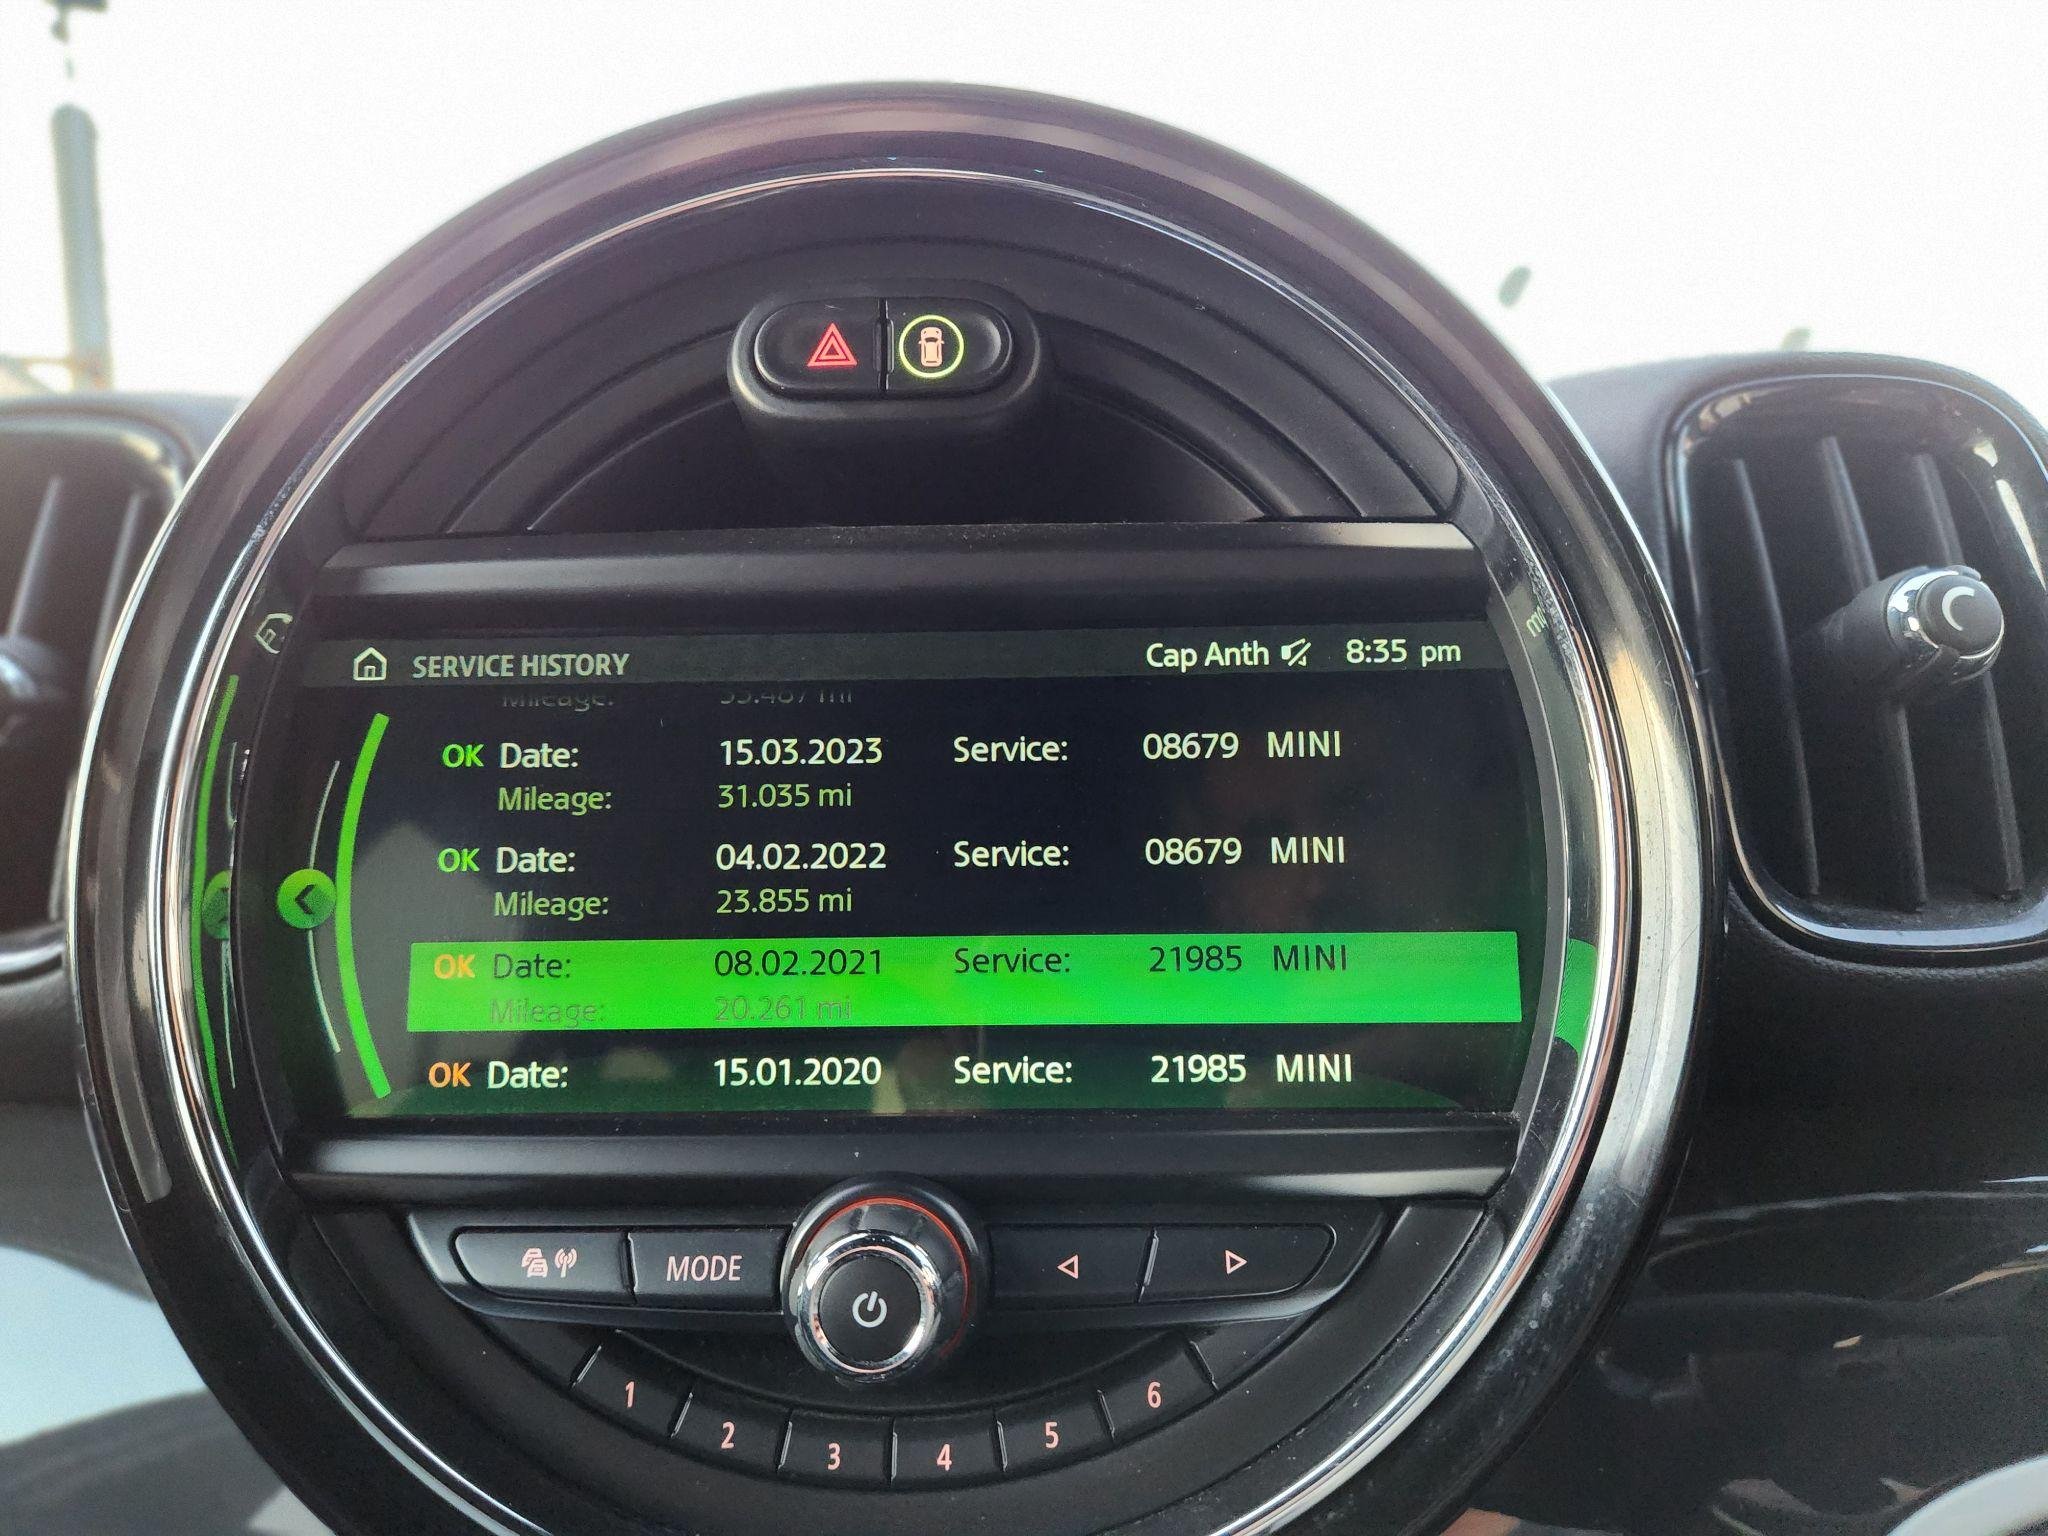 SERVICE HISTORY Cap Anth 8:35 pm
Mileage: mi
OK Date: 15.03.2023 Service: 08679 MINI
Mileage: 31.035 mi
OK Date: 04.02.2022 Service: 08679 MINI
Mileage: 23.855 mi
OK Date: 08.02.2021 Service: 21985 MINI
Mileage: 20.261 mi
OK Date: 15.01.2020 Service: 21985 MINI
MODE
1 2 3 4 5 6